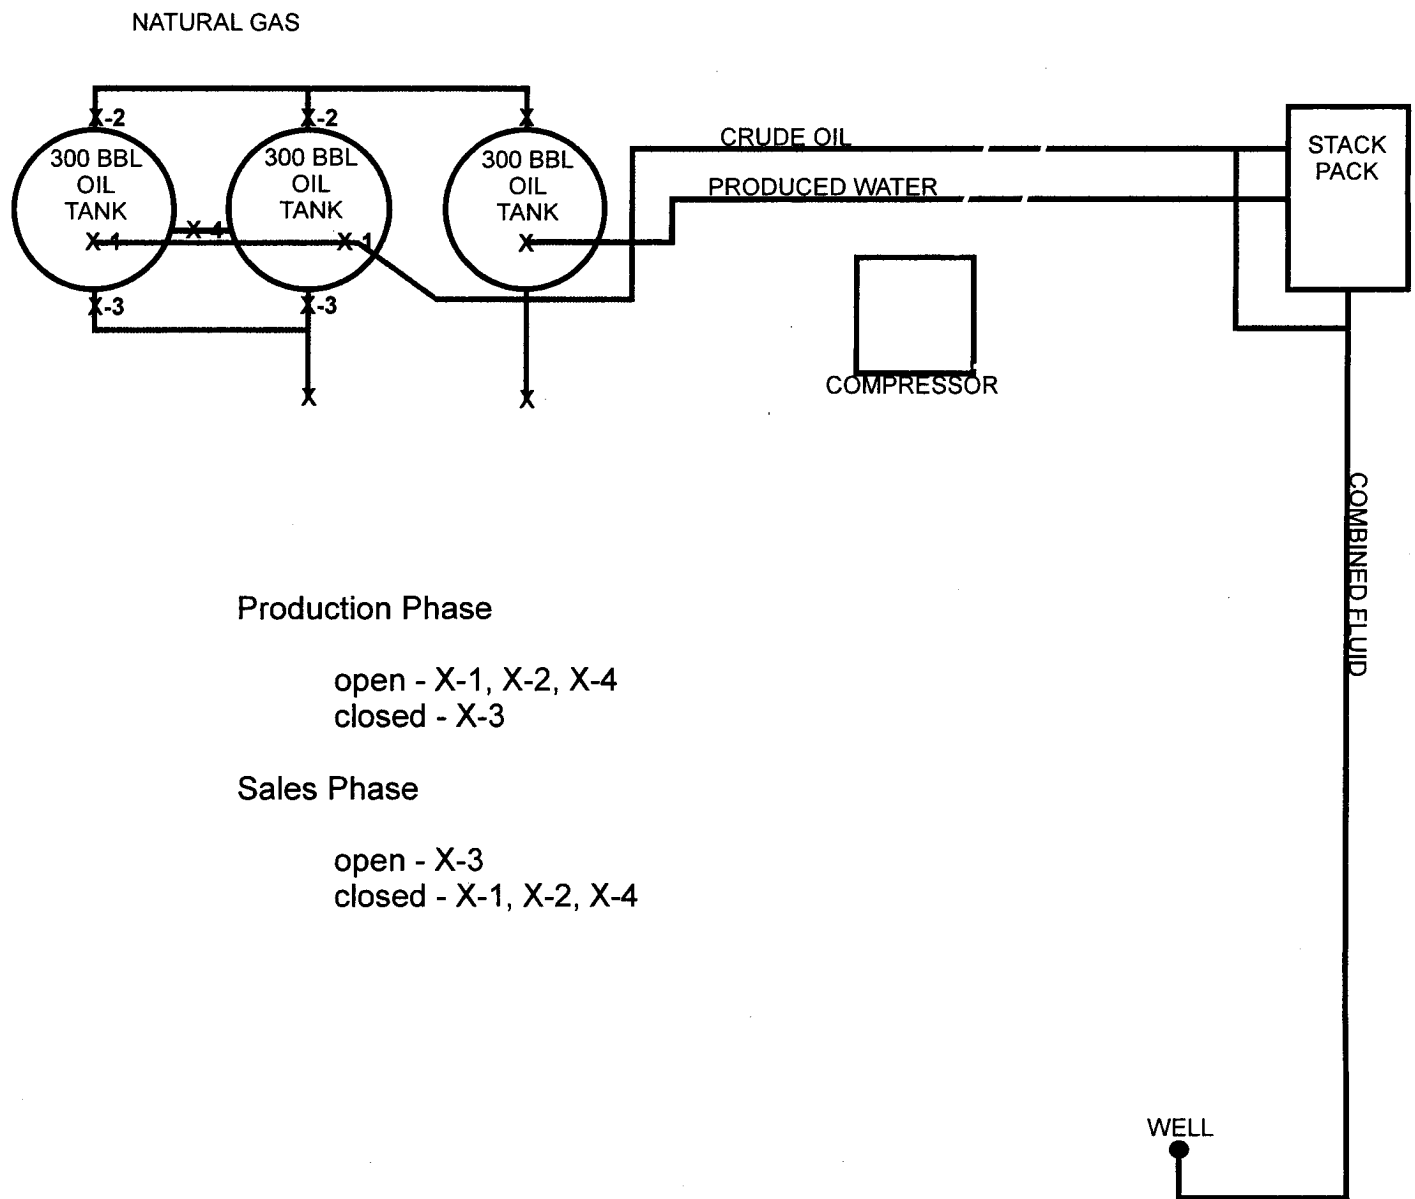 NATURAL GAS
X-2
X-2
X
300 BBL
OIL
TANK
300 BBL
OIL
TANK
300 BBL
OIL
TANK
CRUDE OIL
PRODUCED WATER
STACK
PACK
X-4
X-1
X-1
X
X-3
X-3
X
X
COMPRESSOR
COMBINED FLUID
Production Phase
open - X-1, X-2, X-4
closed - X-3
Sales Phase
open - X-3
closed - X-1, X-2, X-4
WELL